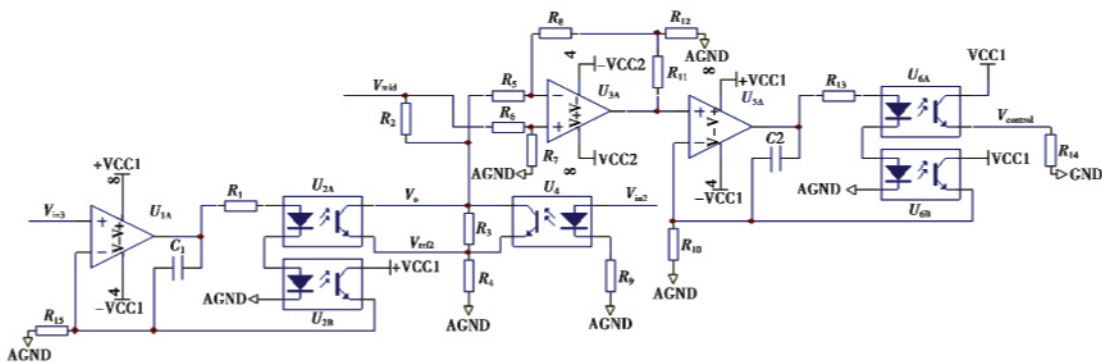 R8
R12
AGND
4
−VCC2
8
VCC1
+VCC1
Vmid
R5
U3A
R11
U5A
R13
U6A
−
V+V−
+
R2
R6
+
V−V+
−
Vcontrol
R7
VCC2
C2
R14
AGND
8
4
−VCC1
VCC1
GND
AGND
U6B
+VCC1
8
U1A
R1
U2A
U4
Vin3
+
V−V+
−
Vo
Vin2
R3
R10
C1
Vref2
AGND
4
−VCC1
+VCC1
R4
R9
AGND
U2B
R15
AGND
AGND
AGND